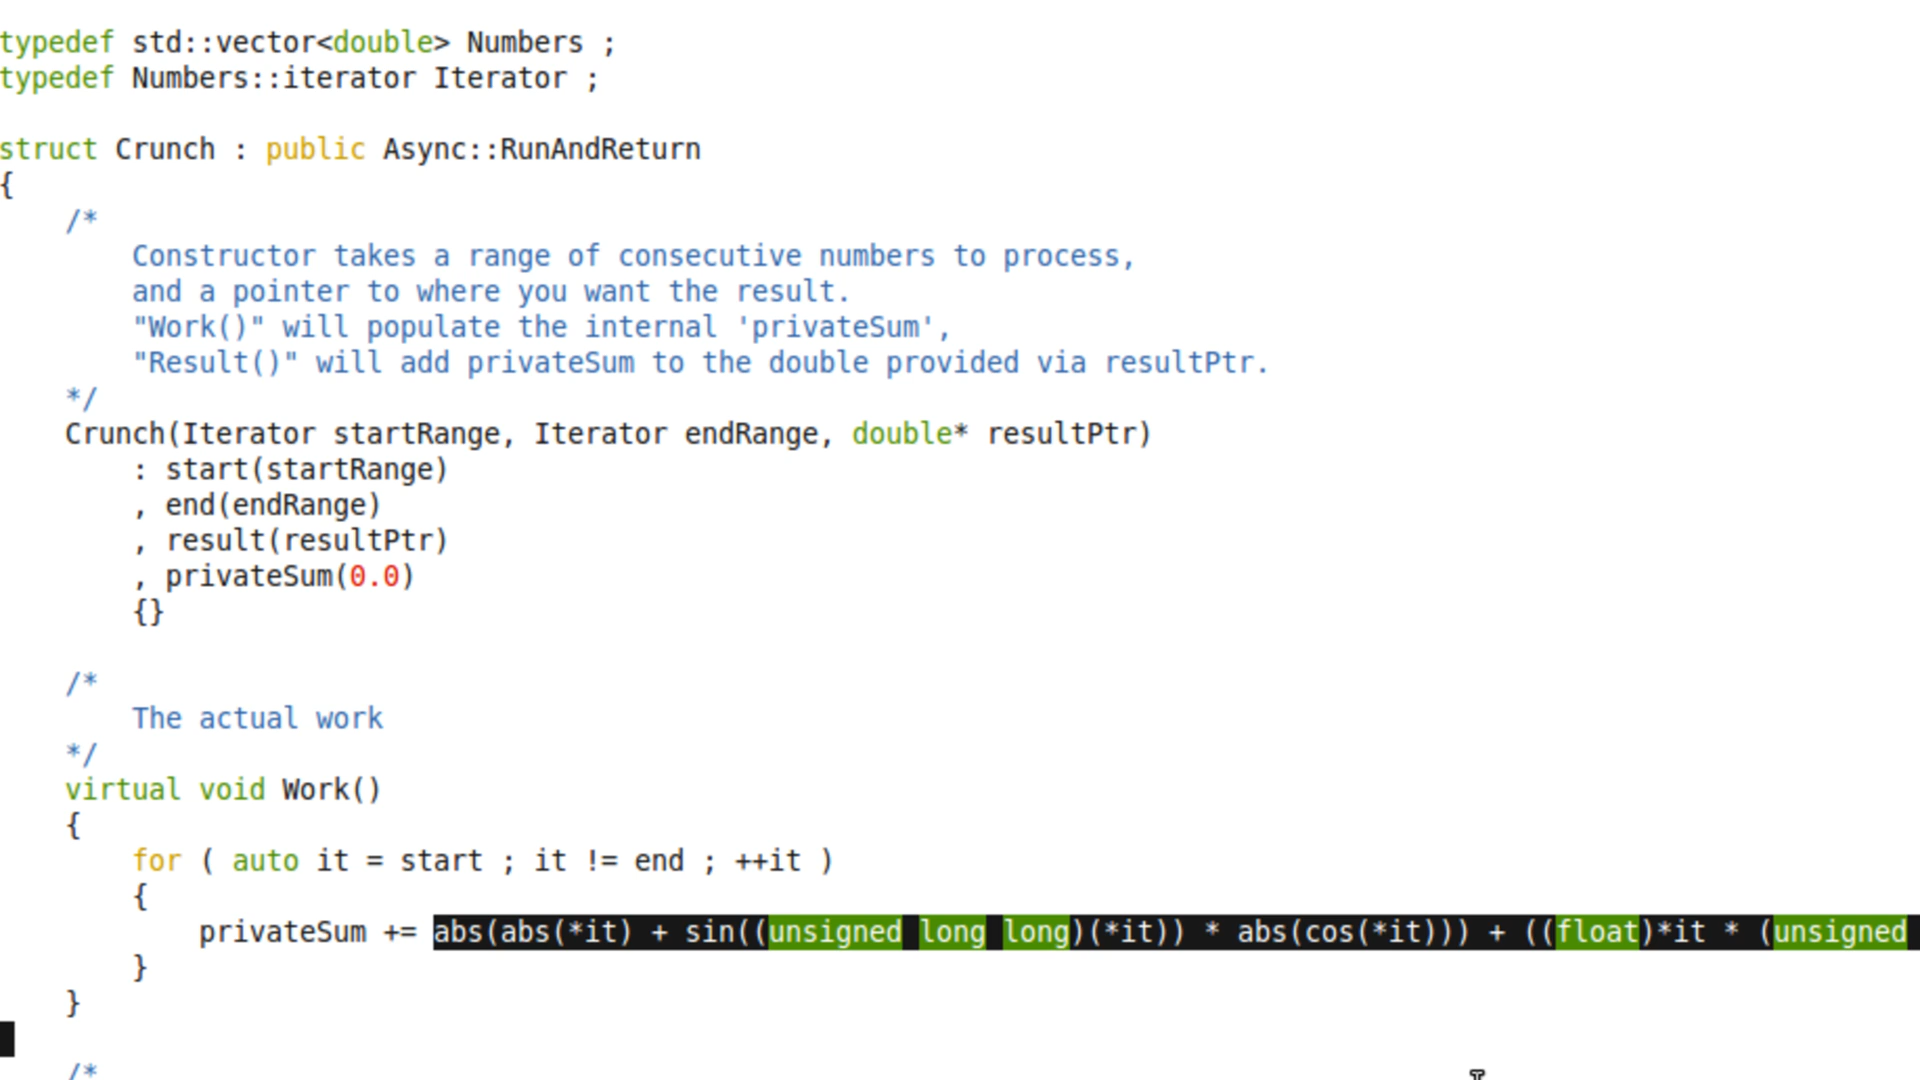 typedef std::vector<double> Numbers ;
typedef Numbers::iterator Iterator ;
struct Crunch : public Async::RunAndReturn
{
/*
Constructor takes a range of consecutive numbers to process,
and a pointer to where you want the result.
"Work()" will populate the internal 'privateSum',
"Result()" will add privateSum to the double provided via resultPtr.
*/
Crunch(Iterator startRange, Iterator endRange, double* resultPtr)
: start(startRange)
, end(endRange)
, result(resultPtr)
, privateSum(0.0)
{}
/*
The actual work
*/
virtual void Work()
{
for ( auto it = start ; it != end ; ++it )
{
privateSum += abs(abs(*it) + sin((unsigned long long)(*it)) * abs(cos(*it))) + ((float)*it * (unsigned
}
}
/*